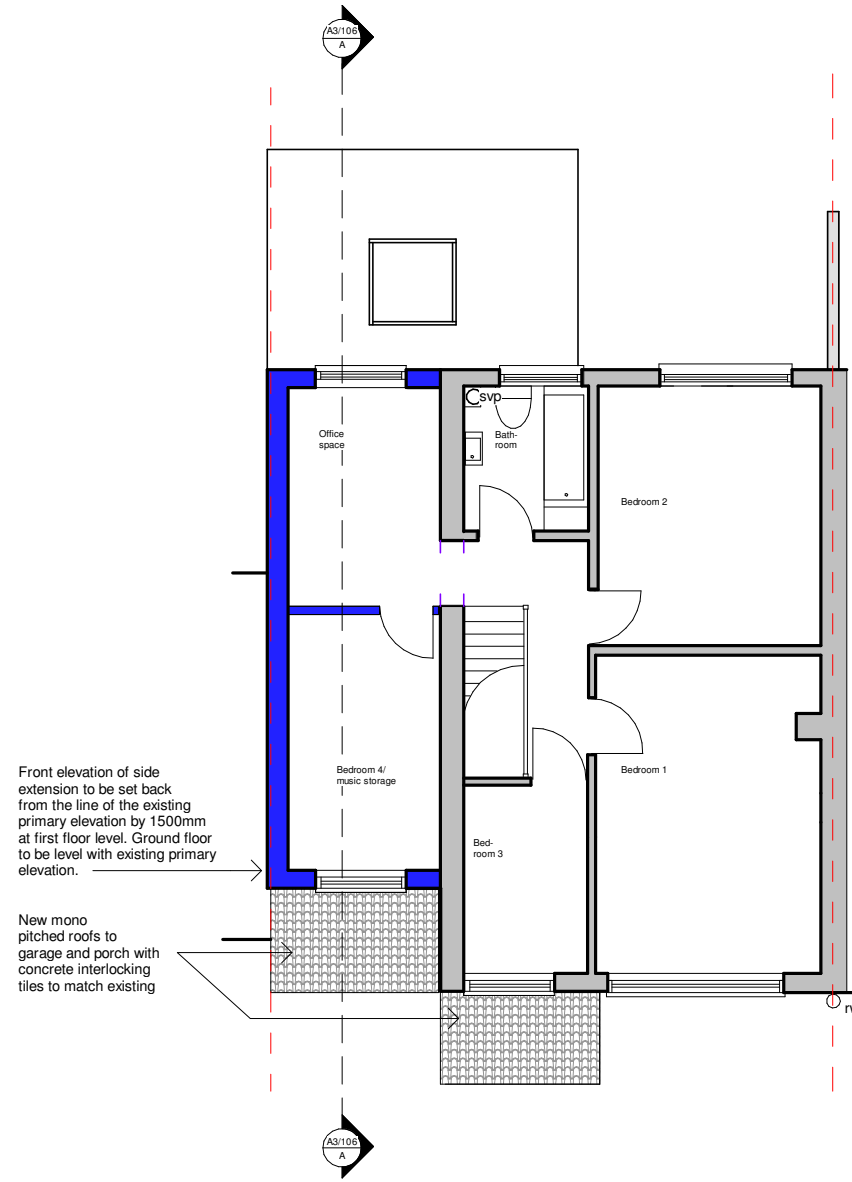 A3/106
A
svp
Office
space
Bath-
room
Bedroom 2
Front elevation of side
extension to be set back
from the line of the existing
primary elevation by 1500mm
at first floor level. Ground floor
to be level with existing primary
elevation.
Bedroom 4/
music storage
Bedroom 1
Bed-
room 3
New mono
pitched roofs to
garage and porch with
concrete interlocking
tiles to match existing
A3/106
A